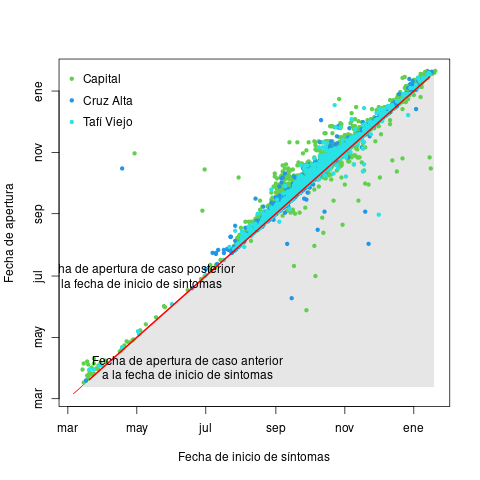 Capital
Cruz Alta
Tafí Viejo
ha de apertura de caso posterior
la fecha de inicio de sintomas
Fecha de apertura de caso anterior
a la fecha de inicio de sintomas
Fecha de apertura
mar
may
jul
sep
nov
ene
mar
may
jul
sep
nov
ene
Fecha de inicio de síntomas